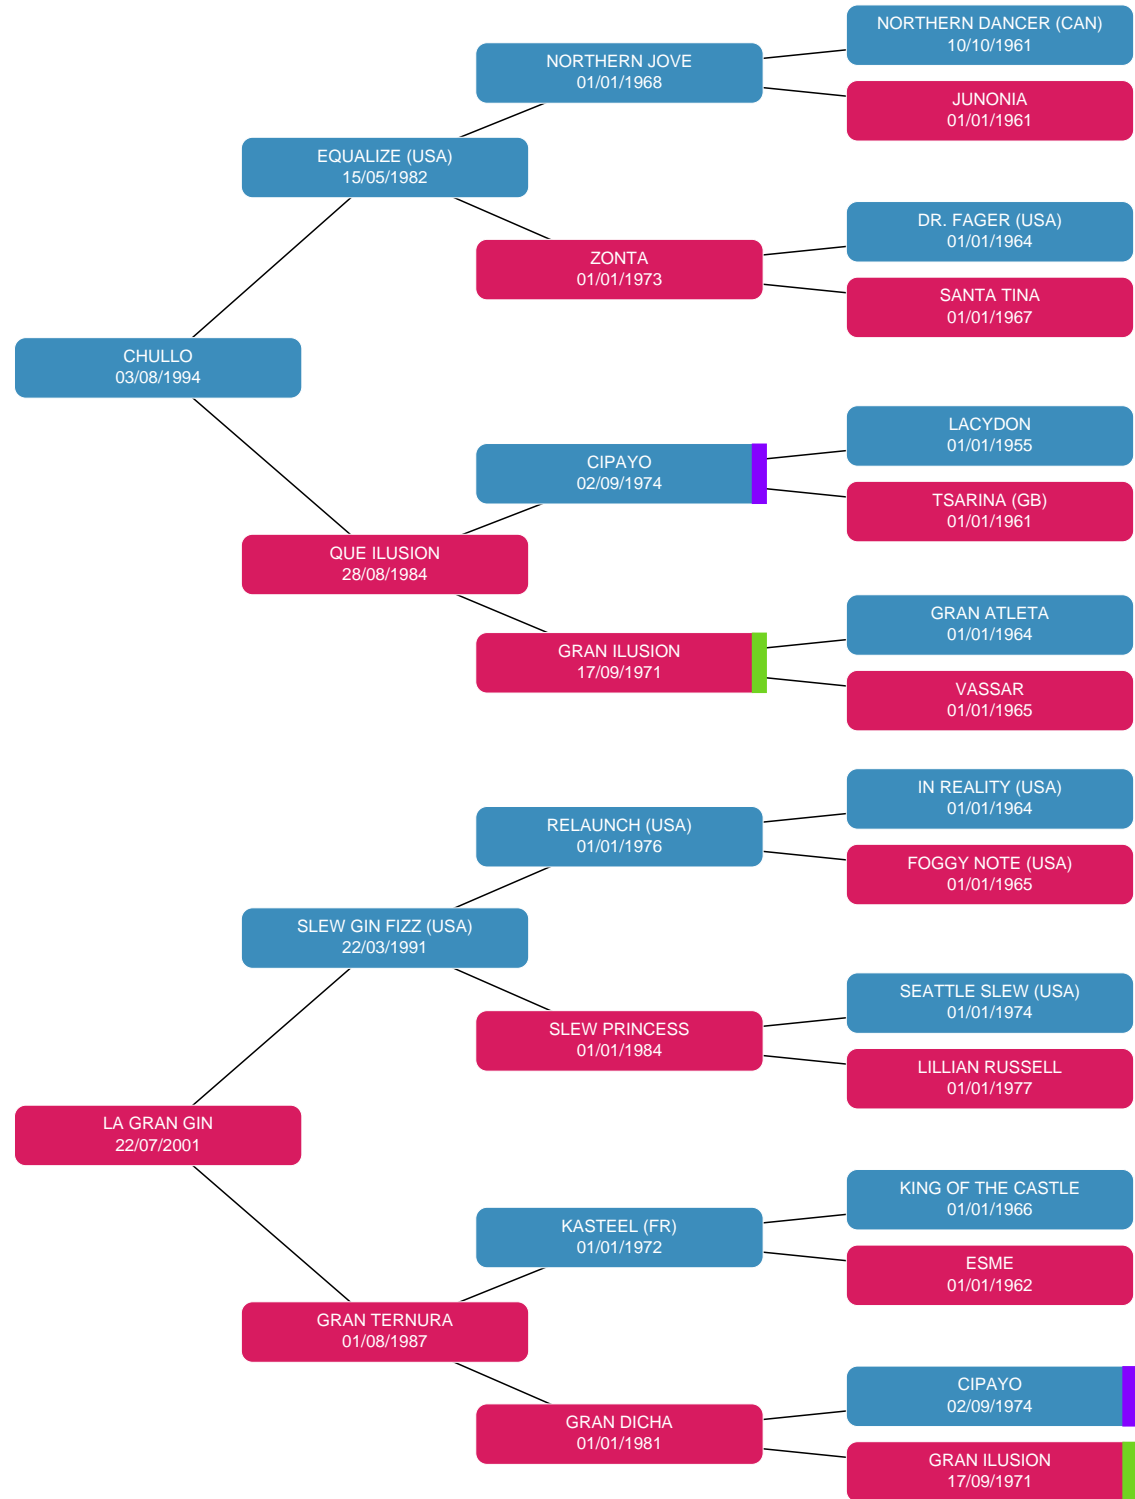 NORTHERN DANCER (CAN)
10/10/1961
NORTHERN JOVE
01/01/1968
JUNONIA
01/01/1961
EQUALIZE (USA)
15/05/1982
DR. FAGER (USA)
01/01/1964
ZONTA
01/01/1973
SANTA TINA
01/01/1967
CHULLO
03/08/1994
LACYDON
01/01/1955
CIPAYO
02/09/1974
TSARINA (GB)
01/01/1961
QUE ILUSION
28/08/1984
GRAN ATLETA
01/01/1964
GRAN ILUSION
17/09/1971
VASSAR
01/01/1965
IN REALITY (USA)
01/01/1964
RELAUNCH (USA)
01/01/1976
FOGGY NOTE (USA)
01/01/1965
SLEW GIN FIZZ (USA)
22/03/1991
SEATTLE SLEW (USA)
01/01/1974
SLEW PRINCESS
01/01/1984
LILLIAN RUSSELL
01/01/1977
LA GRAN GIN
22/07/2001
KING OF THE CASTLE
01/01/1966
KASTEEL (FR)
01/01/1972
ESME
01/01/1962
GRAN TERNURA
01/08/1987
CIPAYO
02/09/1974
GRAN DICHA
01/01/1981
GRAN ILUSION
17/09/1971